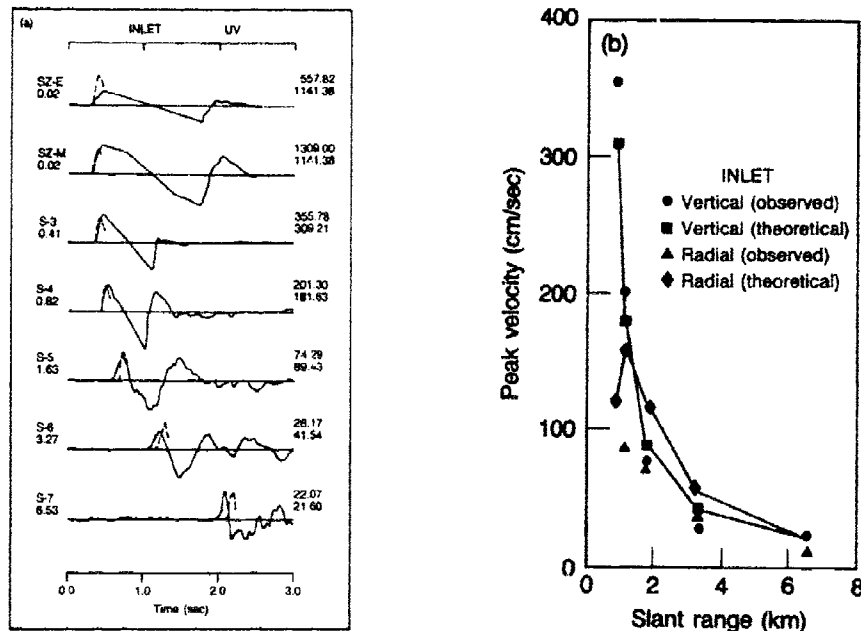 (a)
INLET UV
SZ-E
0.02
557.82
1141.38
SZ-M
0.02
1309.00
1141.38
S-3
0.41
355.78
309.21
S-4
0.82
201.30
181.63
S-5
1.63
74.29
89.43
S-6
3.27
26.17
41.54
S-7
6.53
22.07
21.60
0.0 1.0 2.0 3.0
Time (sec)
(b)
400
300
200
100
0
Peak velocity (cm/sec)
INLET
● Vertical (observed)
■ Vertical (theoretical)
▲ Radial (observed)
◆ Radial (theoretical)
0 2 4 6 8
Slant range (km)